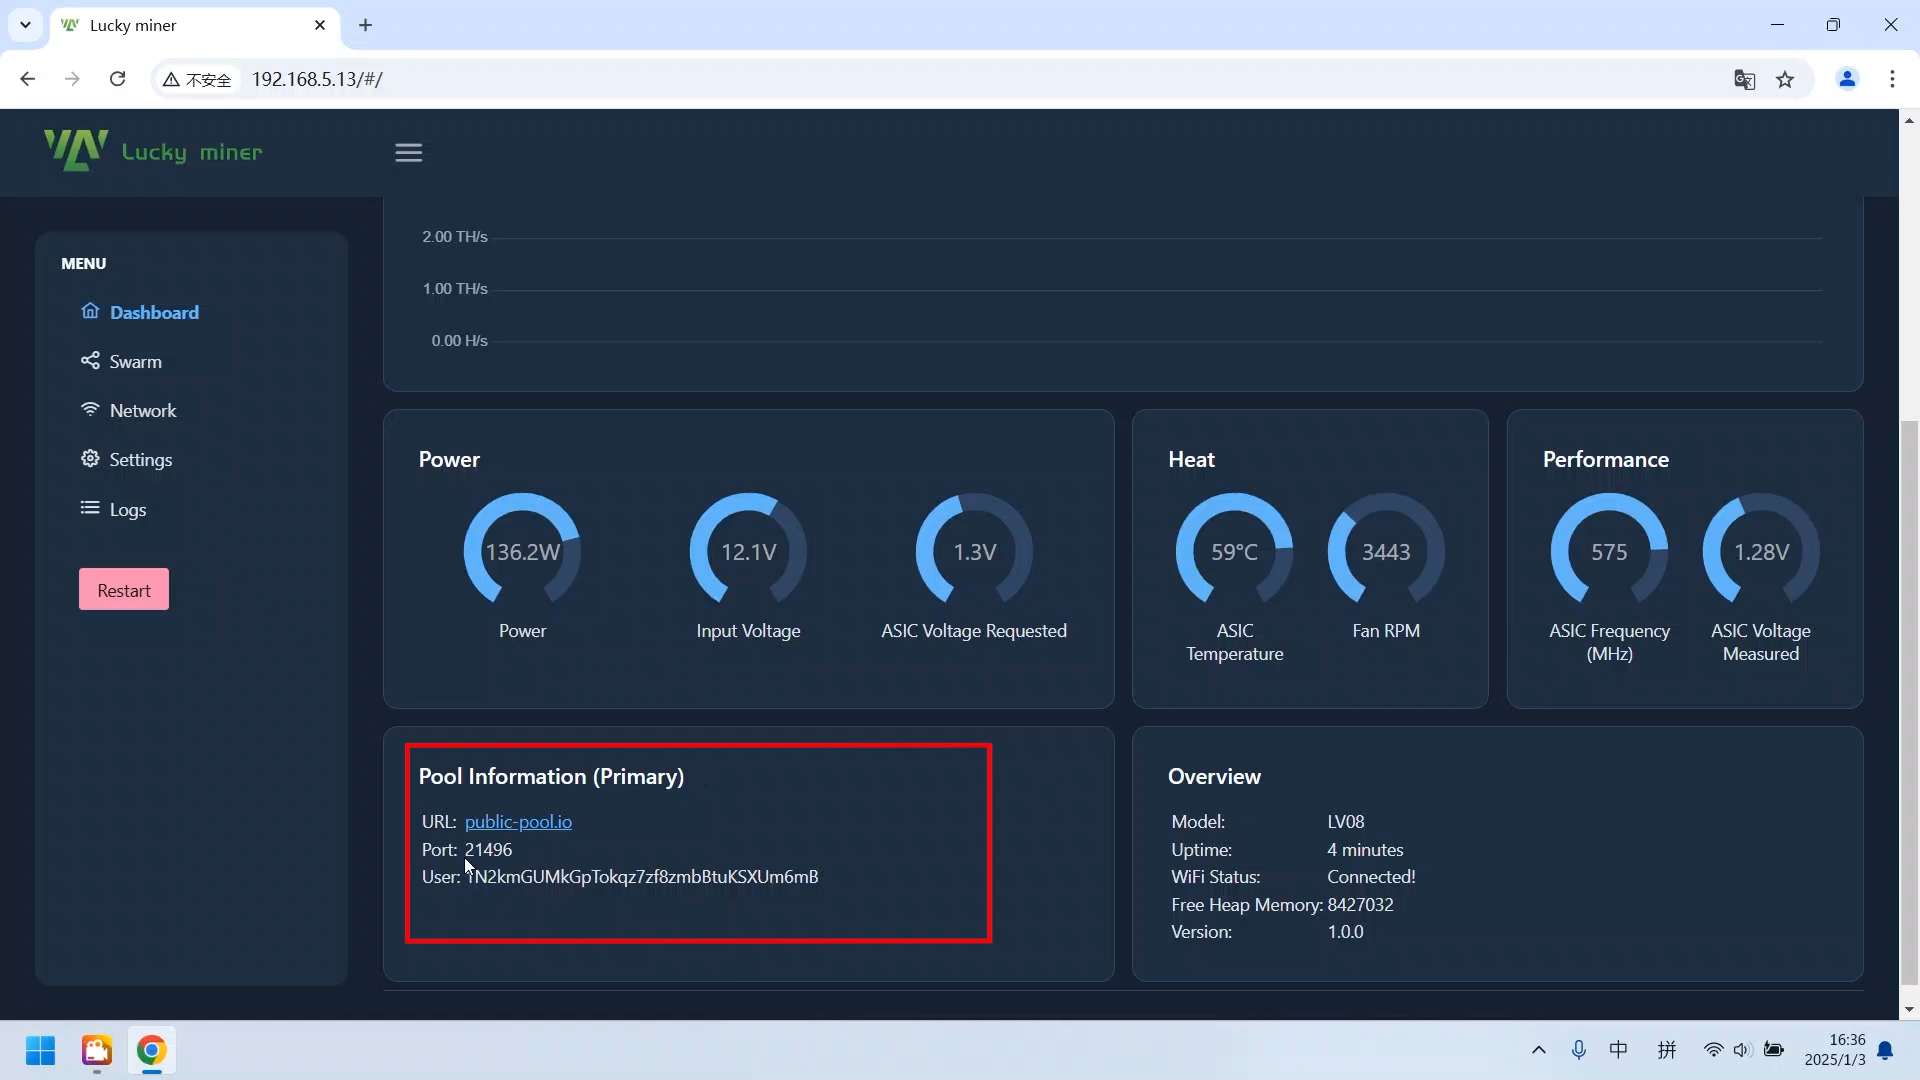 Lucky miner
不安全
192.168.5.13/#/
Lucky miner
2.00 TH/s
1.00 TH/s
0.00 H/s
MENU
Dashboard
Swarm
Network
Settings
Logs
Restart
Power
136.2W
Power
12.1V
Input Voltage
1.3V
ASIC Voltage Requested
Heat
59°C
ASIC
Temperature
3443
Fan RPM
Performance
575
ASIC Frequency
(MHz)
1.28V
ASIC Voltage
Measured
Pool Information (Primary)
URL: public-pool.io
Port: 21496
User: 1N2kmGUMkGpTokqz7zf8zmbBtuKSXUm6mB
Overview
Model: LV08
Uptime: 4 minutes
WiFi Status: Connected!
Free Heap Memory: 8427032
Version: 1.0.0
中
拼
16:36
2025/1/3